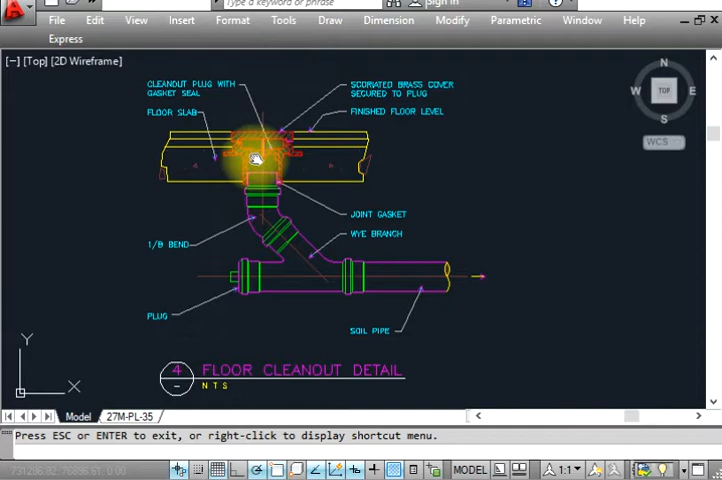 Type a keyword or phrase
Sign In
File Edit View Insert Format Tools Draw Dimension Modify Parametric Window Help
Express
[−] [Top] [2D Wireframe]
N
W TOP E
S
WCS
CLEANOUT PLUG WITH
GASKET SEAL
FLOOR SLAB
SCORIATED BRASS COVER
SECURED TO PLUG
FINISHED FLOOR LEVEL
JOINT GASKET
WYE BRANCH
1/8 BEND
PLUG
SOIL PIPE
4 FLOOR CLEANOUT DETAIL
NTS
Y
X
Model 27M-PL-35
Press ESC or ENTER to exit, or right-click to display shortcut menu.
MODEL 1:1